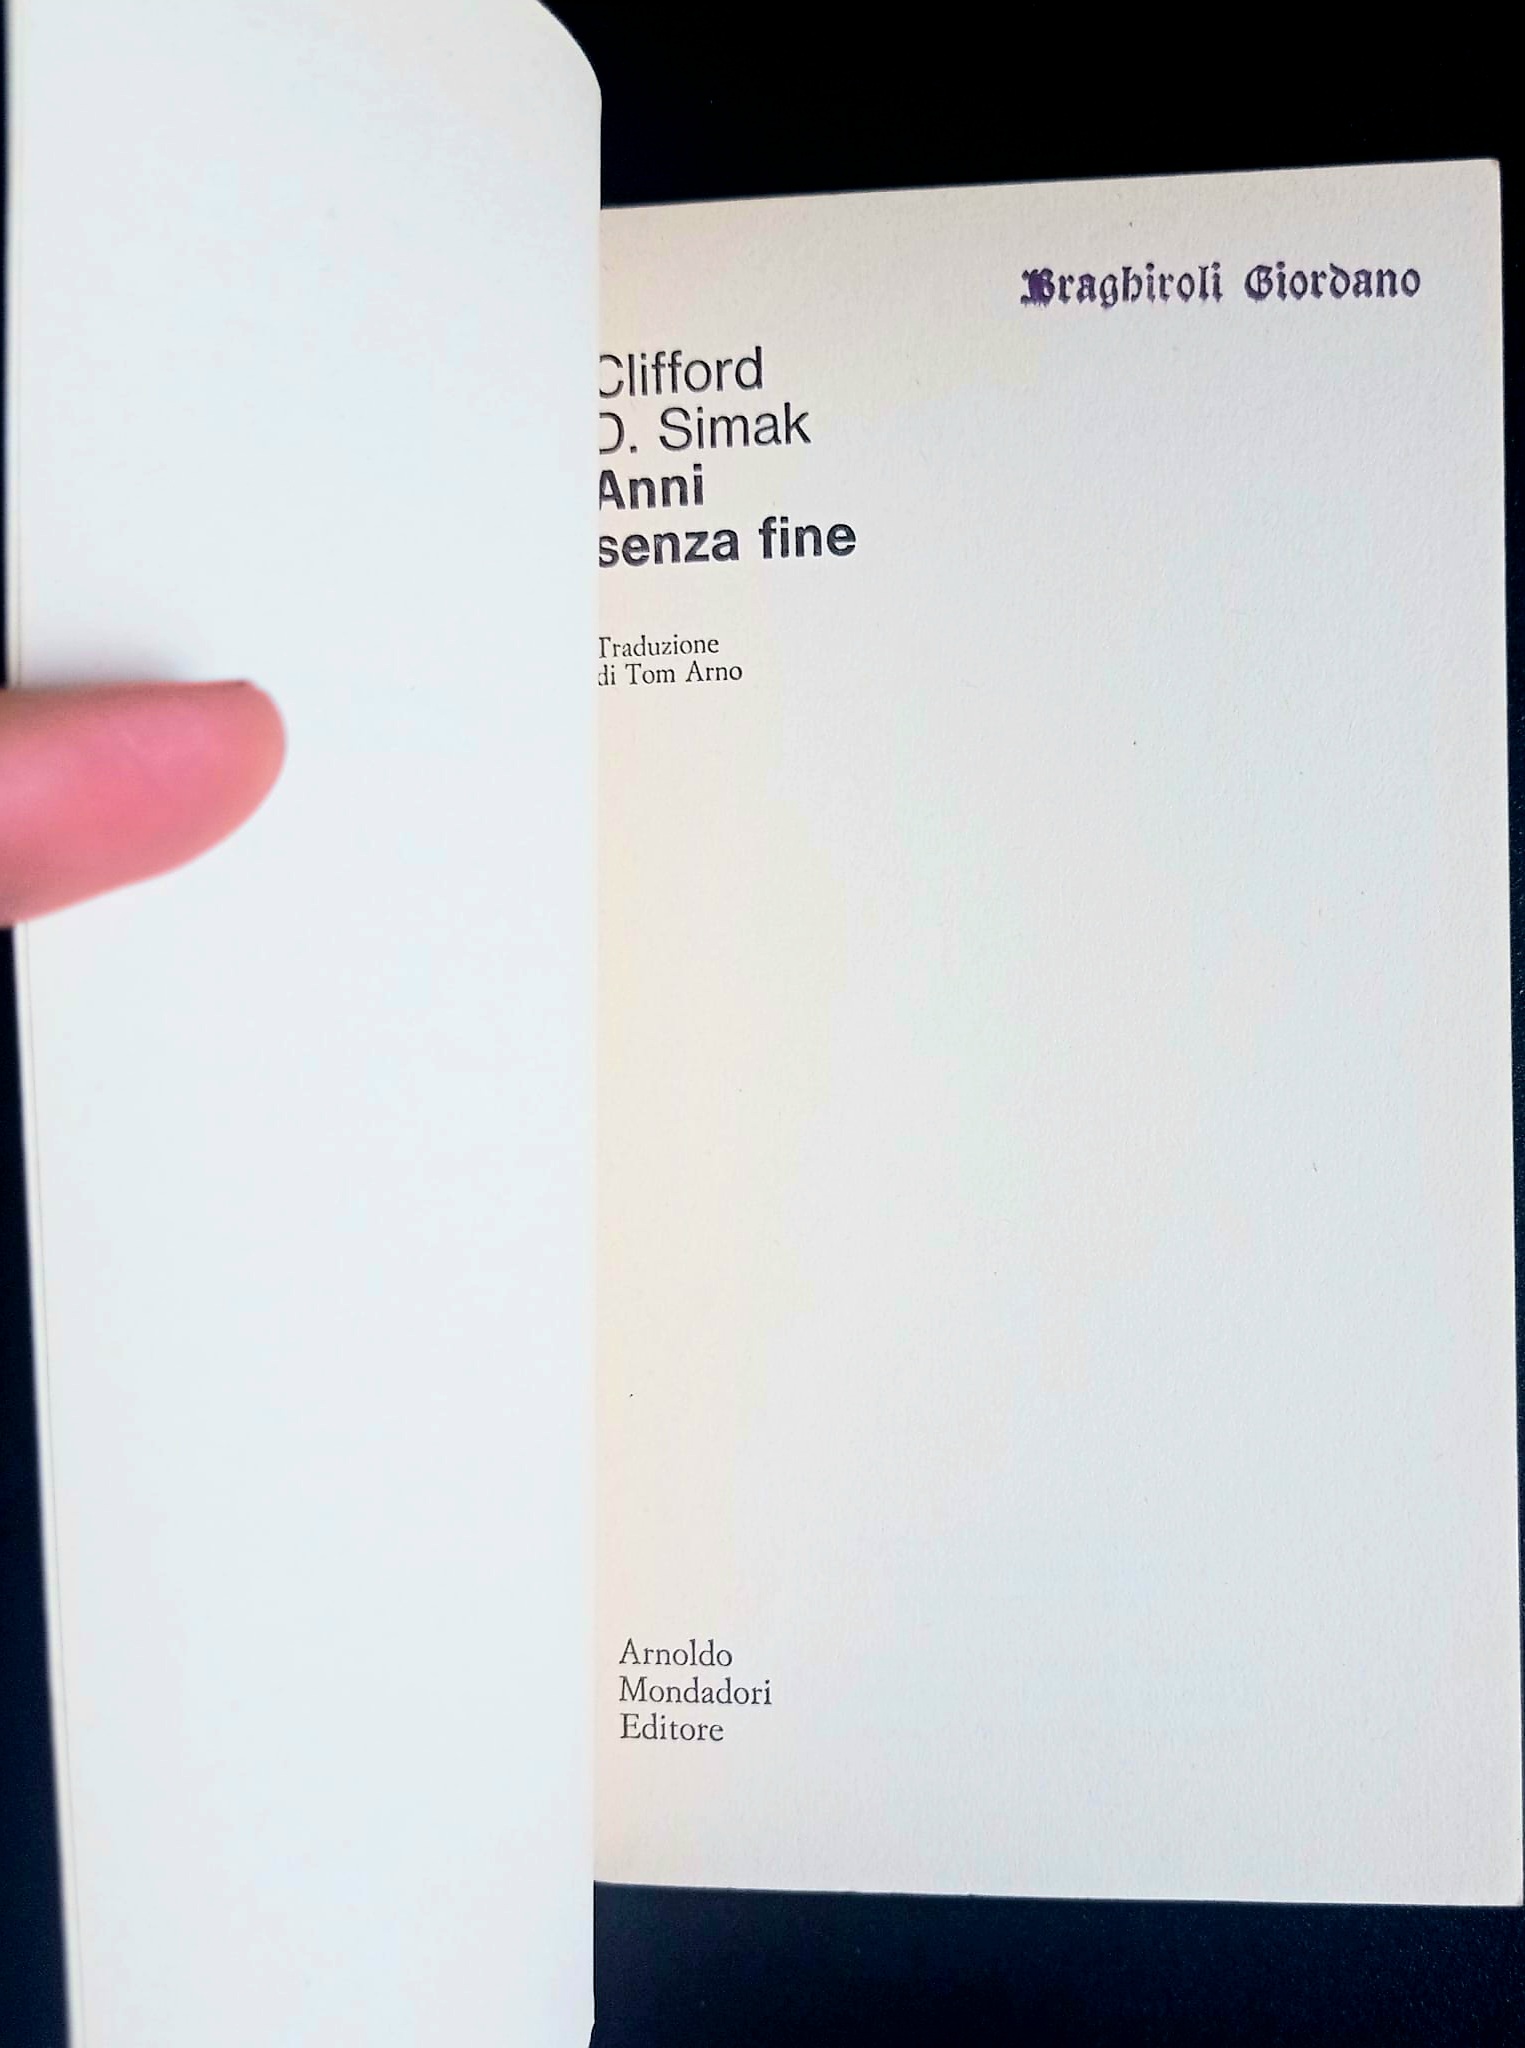 Braghiroli Giordano
Clifford
D. Simak
Anni
senza fine
Traduzione
di Tom Arno
Arnoldo
Mondadori
Editore